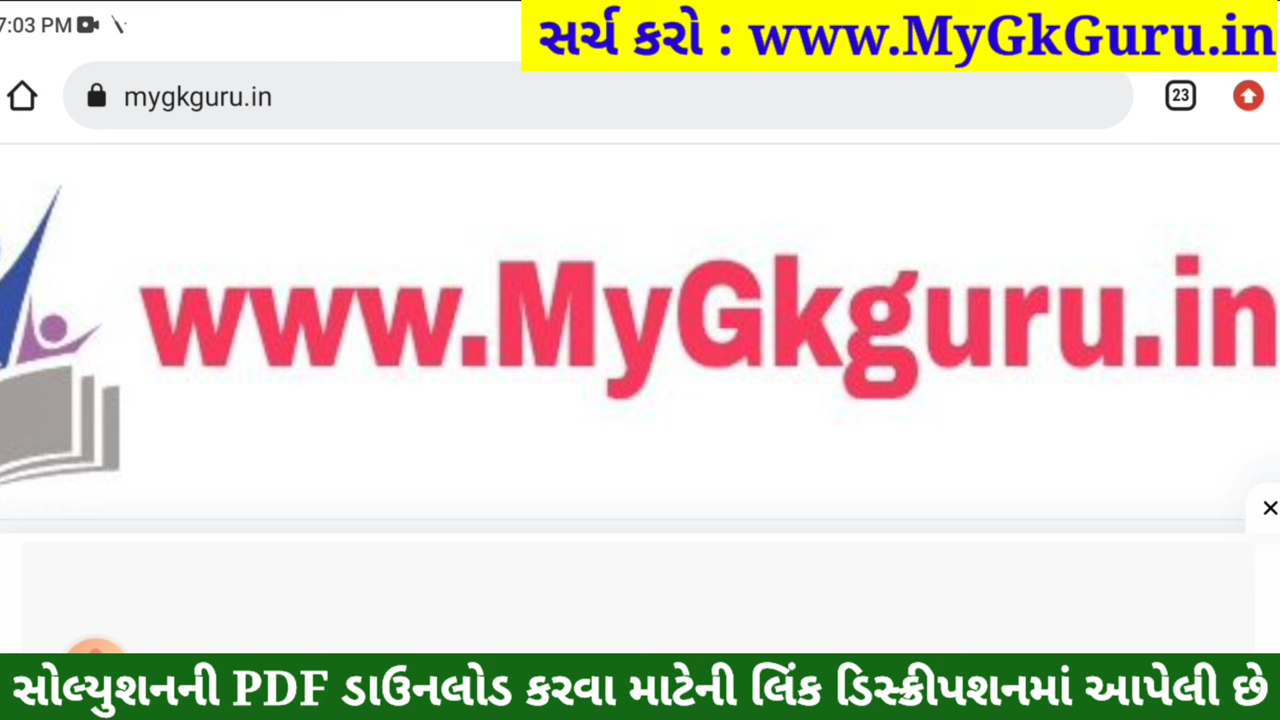 7:03 PM
સર્ચ કરો : www.MyGkGuru.in
mygkguru.in
23
www.MyGkguru.in
સોલ્યુશનની PDF ડાઉનલોડ કરવા માટેની લિંક ડિસ્ક્રીપશનમાં આપેલી છે